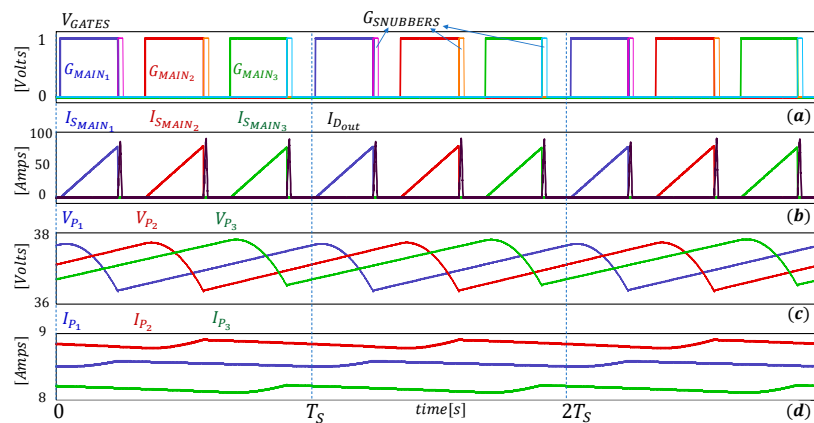 V_GATES G_SNUBBERS
1
[Volts]
G_MAIN1 G_MAIN2 G_MAIN3
0
(a)
I_SMAIN1 I_SMAIN2 I_SMAIN3 I_Dout
100
[Amps]
50
0
(b)
V_P1 V_P2 V_P3
38
[Volts]
36
(c)
I_P1 I_P2 I_P3
9
[Amps]
8
(d)
0 T_S time[s] 2T_S